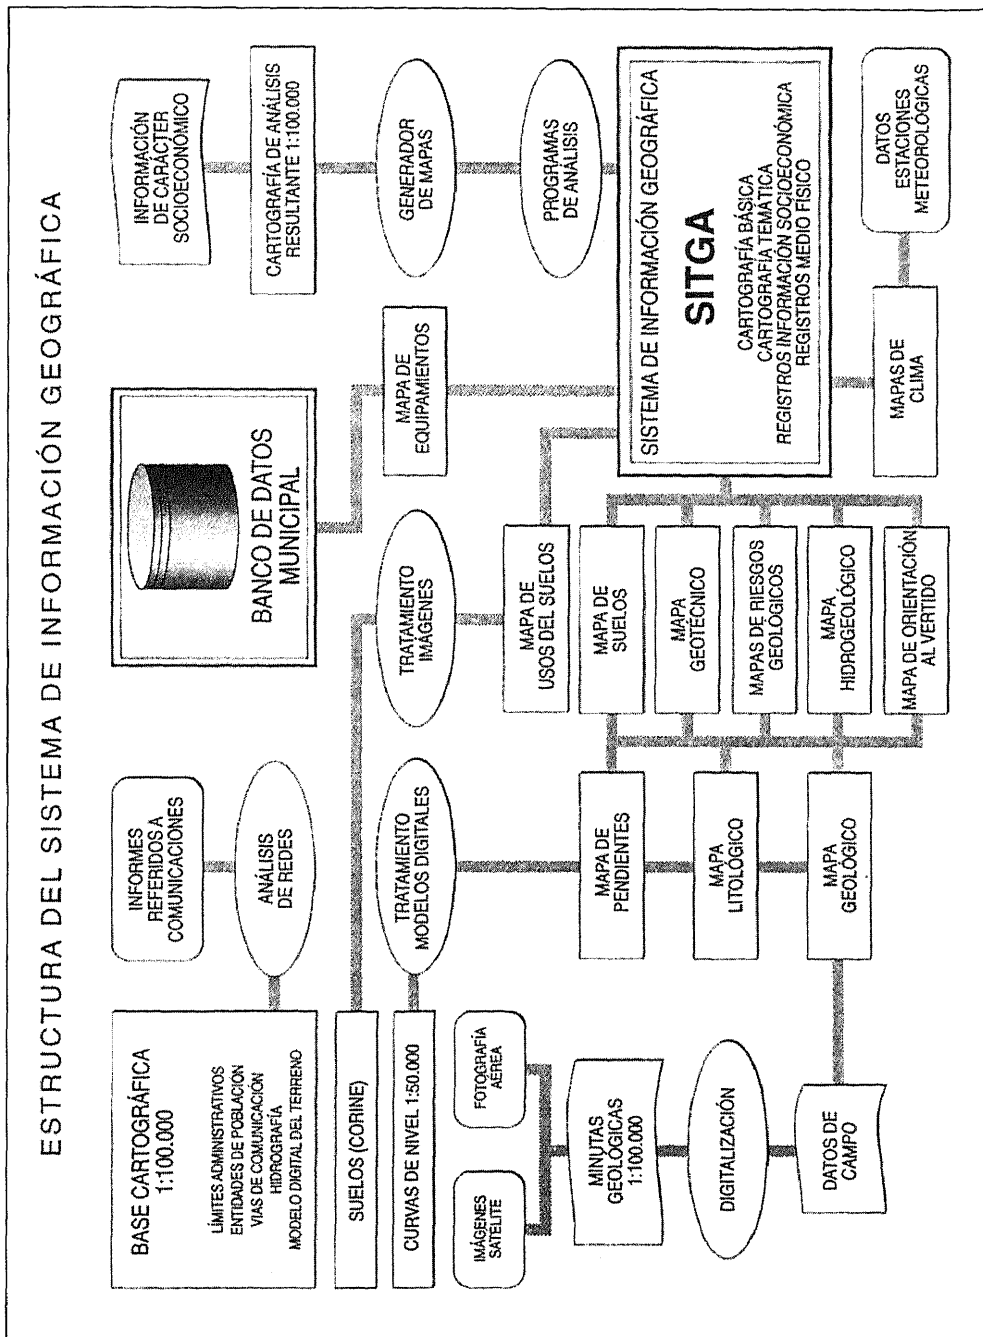 ESTRUCTURA DEL SISTEMA DE INFORMACIÓN GEOGRÁFICA
BASE CARTOGRÁFICA
1:100.000
LÍMITES ADMINISTRATIVOS
ENTIDADES DE POBLACIÓN
VIAS DE COMUNICACIÓN
HIDROGRAFÍA
MODELO DIGITAL DEL TERRENO
INFORMES
REFERIDOS A
COMUNICACIONES
ANÁLISIS
DE REDES
BANCO DE DATOS
MUNICIPAL
INFORMACIÓN
DE CARÁCTER
SOCIOECONÓMICO
CARTOGRAFÍA DE ANÁLISIS
RESULTANTE 1:100.000
SUELOS (CORINE)
CURVAS DE NIVEL 1:50.000
TRATAMIENTO
MODELOS DIGITALES
TRATAMIENTO
IMÁGENES
MAPA DE
EQUIPAMIENTOS
GENERADOR
DE MAPAS
IMÁGENES
SATELITE
FOTOGRAFÍA
AEREA
MINUTAS
GEOLÓGICAS
1:100.000
PROGRAMAS
DE ANÁLISIS
MAPA DE
USOS DEL SUELOS
MAPA DE
PENDIENTES
MAPA DE
SUELOS
SISTEMA DE INFORMACIÓN GEOGRÁFICA
SITGA
CARTOGRAFÍA BÁSICA
CARTOGRAFÍA TEMÁTICA
REGISTROS INFORMACIÓN SOCIOECONÓMICA
REGISTROS MEDIO FÍSICO
DIGITALIZACIÓN
MAPA
LITOLÓGICO
MAPA
GEOTÉCNICO
MAPAS DE RIESGOS
GEOLÓGICOS
DATOS DE
CAMPO
MAPA
GEOLÓGICO
MAPA
HIDROGEOLÓGICO
MAPA DE ORIENTACIÓN
AL VERTIDO
MAPAS DE
CLIMA
DATOS
ESTACIONES
METEOROLÓGICAS